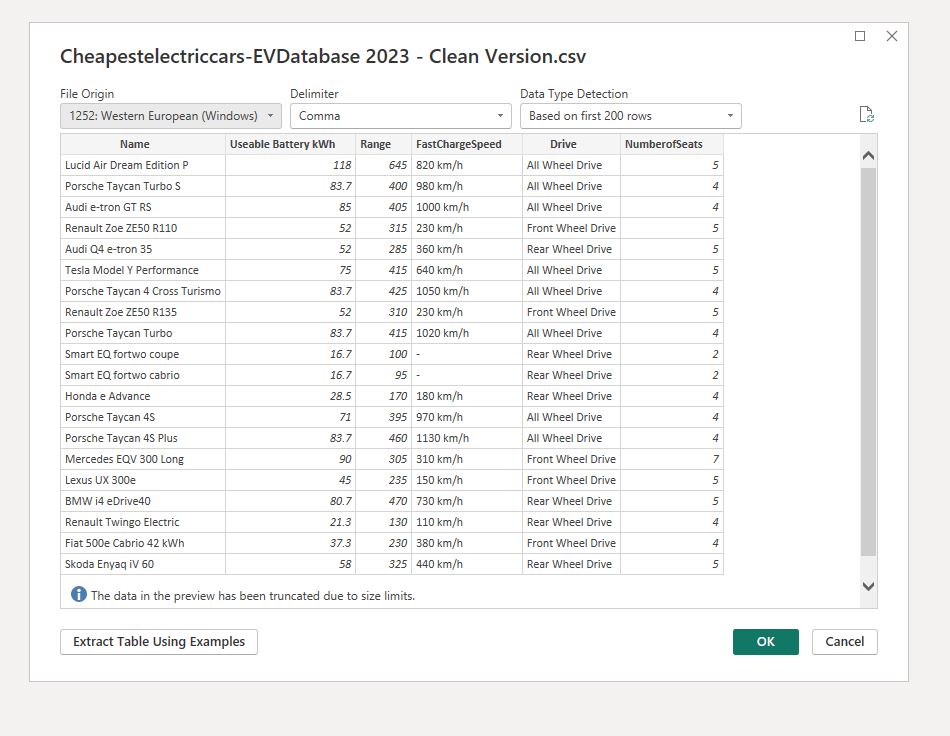 Cheapestelectriccars-EVDatabase 2023 - Clean Version.csv
File Origin Delimiter Data Type Detection
1252: Western European (Windows) Comma Based on first 200 rows
Name Useable Battery kWh Range FastChargeSpeed Drive NumberofSeats
Lucid Air Dream Edition P 118 645 820 km/h All Wheel Drive 5
Porsche Taycan Turbo S 83.7 400 980 km/h All Wheel Drive 4
Audi e-tron GT RS 85 405 1000 km/h All Wheel Drive 4
Renault Zoe ZE50 R110 52 315 230 km/h Front Wheel Drive 5
Audi Q4 e-tron 35 52 285 360 km/h Rear Wheel Drive 5
Tesla Model Y Performance 75 415 640 km/h All Wheel Drive 5
Porsche Taycan 4 Cross Turismo 83.7 425 1050 km/h All Wheel Drive 4
Renault Zoe ZE50 R135 52 310 230 km/h Front Wheel Drive 5
Porsche Taycan Turbo 83.7 415 1020 km/h All Wheel Drive 4
Smart EQ fortwo coupe 16.7 100 - Rear Wheel Drive 2
Smart EQ fortwo cabrio 16.7 95 - Rear Wheel Drive 2
Honda e Advance 28.5 170 180 km/h Rear Wheel Drive 4
Porsche Taycan 4S 71 395 970 km/h All Wheel Drive 4
Porsche Taycan 4S Plus 83.7 460 1130 km/h All Wheel Drive 4
Mercedes EQV 300 Long 90 305 310 km/h Front Wheel Drive 7
Lexus UX 300e 45 235 150 km/h Front Wheel Drive 5
BMW i4 eDrive40 80.7 470 730 km/h Rear Wheel Drive 5
Renault Twingo Electric 21.3 130 110 km/h Rear Wheel Drive 4
Fiat 500e Cabrio 42 kWh 37.3 230 380 km/h Front Wheel Drive 4
Skoda Enyaq iV 60 58 325 440 km/h Rear Wheel Drive 5
The data in the preview has been truncated due to size limits.
Extract Table Using Examples OK Cancel